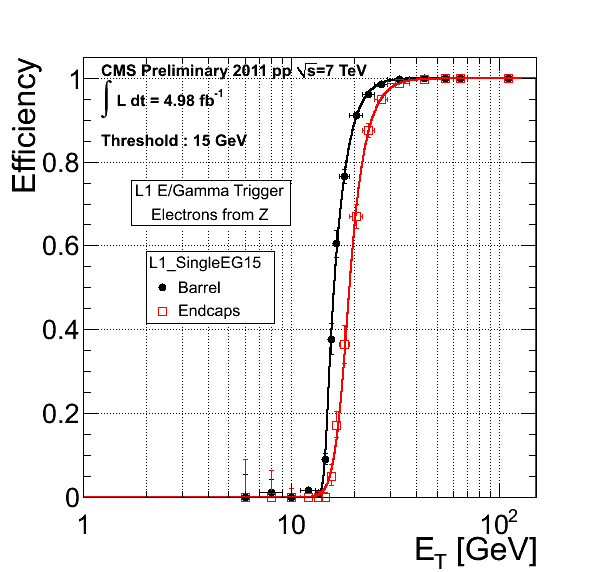 CMS Preliminary 2011 pp √s=7 TeV
∫ L dt = 4.98 fb⁻¹
Threshold : 15 GeV
L1 E/Gamma Trigger
Electrons from Z
L1_SingleEG15
Barrel
Endcaps
Efficiency
1
0.8
0.6
0.4
0.2
0
1
10
10²
E_T [GeV]